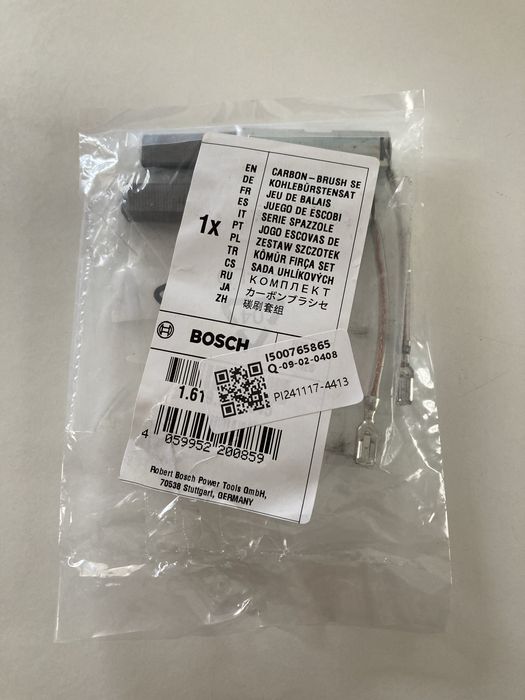 1x
EN CARBON-BRUSH SE
DE KOHLEBÜRSTENSAT
FR JEU DE BALAIS
ES JUEGO DE ESCOBI
IT SERIE SPAZZOLE
PT JOGO ESCOVAS DE
PL ZESTAW SZCZOTEK
TR KÖMÜR FIRÇA SET
CS SADA UHLÍKOVÝCH
RU КОМПЛЕКТ
JA カーボンブラシセ
ZH 碳刷套组
BOSCH
1.61
I500765865
Q-09-02-0408
PI241117-4413
4 059952 200859
Robert Bosch Power Tools GmbH,
70538 Stuttgart, GERMANY